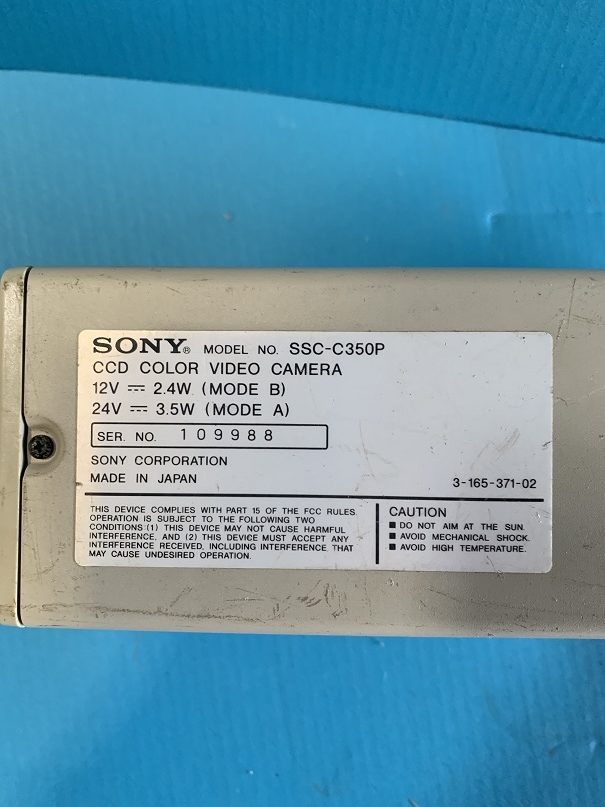 SONY® MODEL NO. SSC-C350P
CCD COLOR VIDEO CAMERA
12V ⎓ 2.4W (MODE B)
24V ⎓ 3.5W (MODE A)
SER. NO. 109988
SONY CORPORATION
MADE IN JAPAN 3-165-371-02
THIS DEVICE COMPLIES WITH PART 15 OF THE FCC RULES.
OPERATION IS SUBJECT TO THE FOLLOWING TWO
CONDITIONS (1) THIS DEVICE MAY NOT CAUSE HARMFUL
INTERFERENCE, AND (2) THIS DEVICE MUST ACCEPT ANY
INTERFERENCE RECEIVED, INCLUDING INTERFERENCE THAT
MAY CAUSE UNDESIRED OPERATION.
CAUTION
■ DO NOT AIM AT THE SUN.
■ AVOID MECHANICAL SHOCK.
■ AVOID HIGH TEMPERATURE.